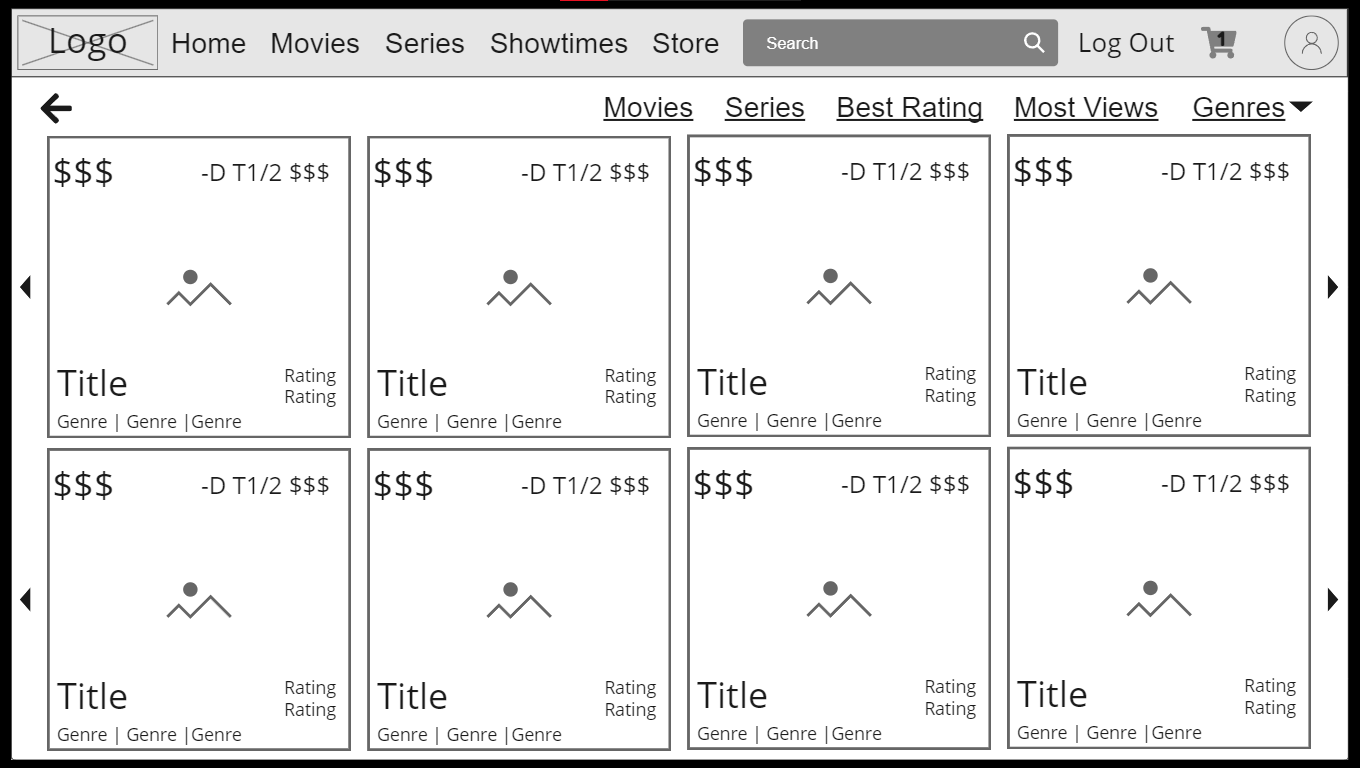 Logo Home Movies Series Showtimes Store Search Log Out 1
Movies Series Best Rating Most Views Genres
$$$ -D T1/2 $$$ $$$ -D T1/2 $$$ $$$ -D T1/2 $$$ $$$ -D T1/2 $$$
Title Rating Title Rating Title Rating Title Rating
Rating Rating Rating Rating
Genre | Genre |Genre Genre | Genre |Genre Genre | Genre |Genre Genre | Genre |Genre
$$$ -D T1/2 $$$ $$$ -D T1/2 $$$ $$$ -D T1/2 $$$ $$$ -D T1/2 $$$
Title Rating Title Rating Title Rating Title Rating
Rating Rating Rating Rating
Genre | Genre |Genre Genre | Genre |Genre Genre | Genre |Genre Genre | Genre |Genre